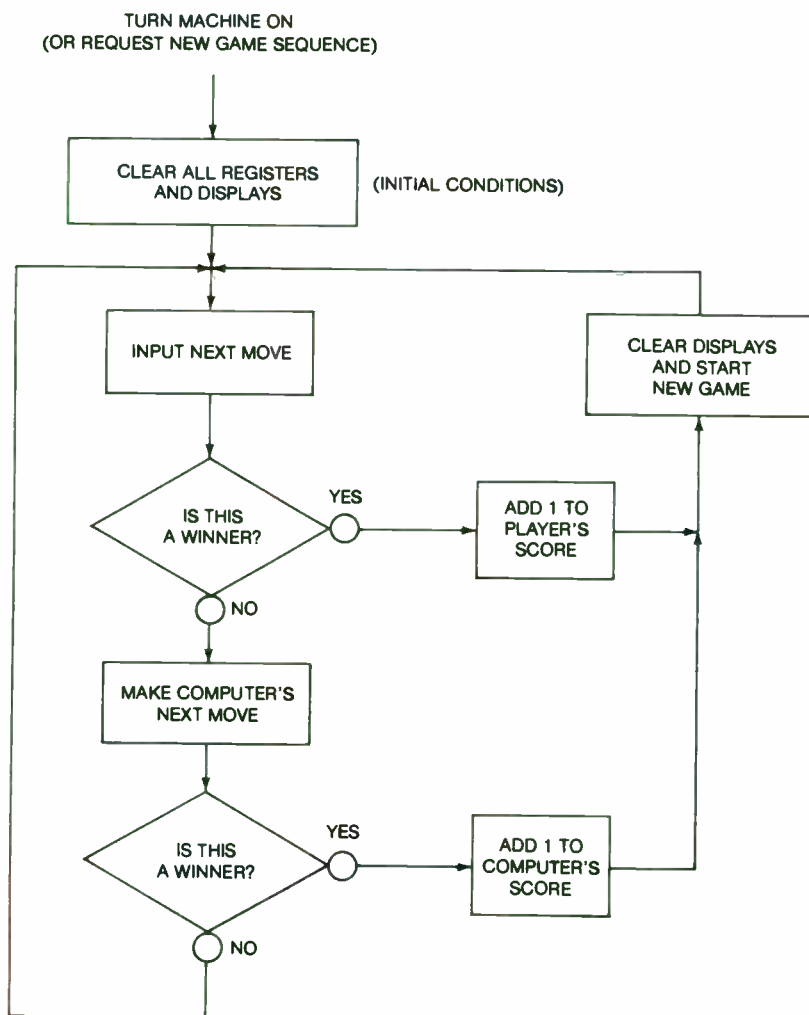 TURN MACHINE ON
(OR REQUEST NEW GAME SEQUENCE)
CLEAR ALL REGISTERS
AND DISPLAYS
(INITIAL CONDITIONS)
INPUT NEXT MOVE
CLEAR DISPLAYS
AND START
NEW GAME
IS THIS
A WINNER?
YES
ADD 1 TO
PLAYER'S
SCORE
NO
MAKE COMPUTER'S
NEXT MOVE
IS THIS
A WINNER?
YES
ADD 1 TO
COMPUTER'S
SCORE
NO